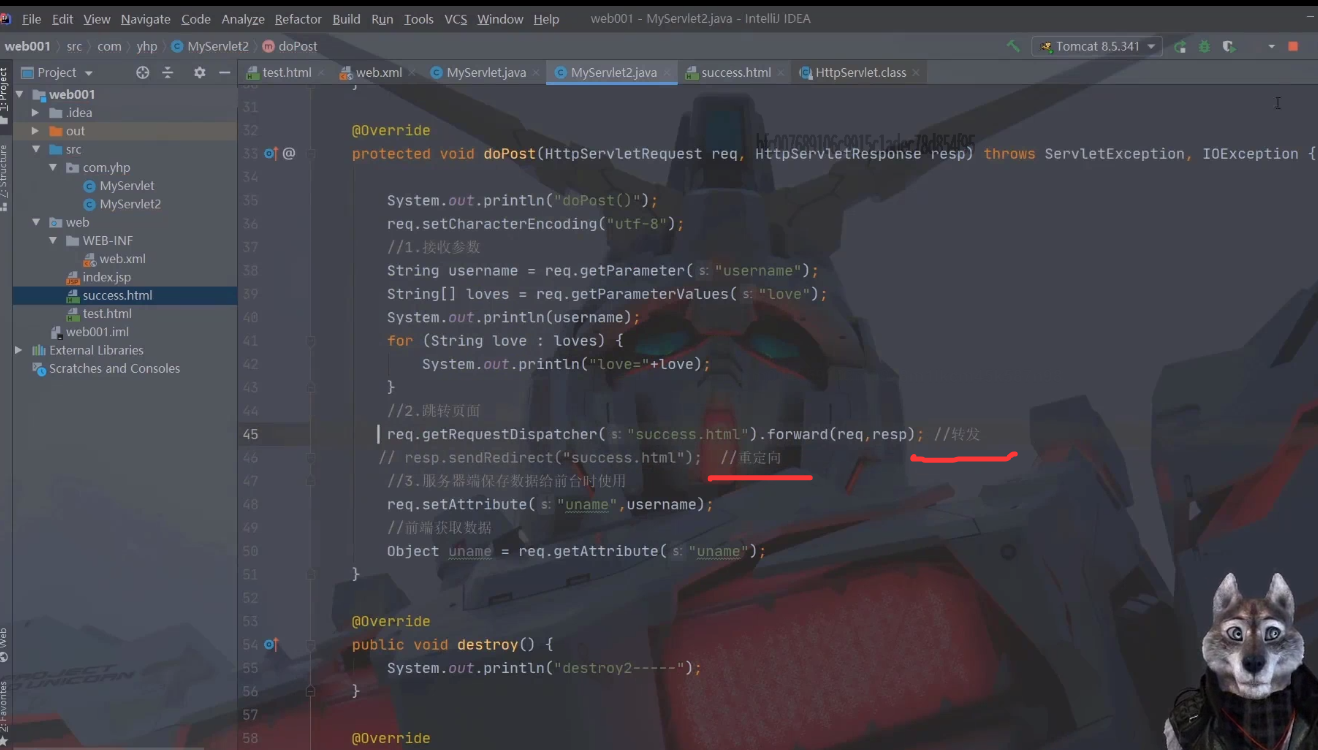 File Edit View Navigate Code Analyze Refactor Build Run Tools VCS Window Help web001 - MyServlet2.java - IntelliJ IDEA
web001 src com yhp MyServlet2 doPost Tomcat 8.5.341
Project test.html web.xml MyServlet.java MyServlet2.java success.html HttpServlet.class
1: Project
web001
.idea
out
src
com.yhp
MyServlet
MyServlet2
web
WEB-INF
web.xml
index.jsp
success.html
test.html
web001.iml
External Libraries
Scratches and Consoles
Z: Structure
Web
2: Favorites
31
32 @Override
33 protected void doPost(HttpServletRequest req, HttpServletResponse resp) throws ServletException, IOException {
34
35 System.out.println("doPost()");
36 req.setCharacterEncoding("utf-8");
37 //1.接收参数
38 String username = req.getParameter( s: "username");
39 String[] loves = req.getParameterValues( s: "love");
40 System.out.println(username);
41 for (String love : loves) {
42 System.out.println("love="+love);
43 }
44 //2.跳转页面
45 req.getRequestDispatcher( s: "success.html").forward(req,resp); //转发
46 // resp.sendRedirect("success.html"); //重定向
47 //3.服务器端保存数据给前台时使用
48 req.setAttribute( s: "uname",username);
49 //前端获取数据
50 Object uname = req.getAttribute( s: "uname");
51 }
52
53 @Override
54 public void destroy() {
55 System.out.println("destroy2-----");
56 }
57
58 @Override
PROJECT
UNICORN